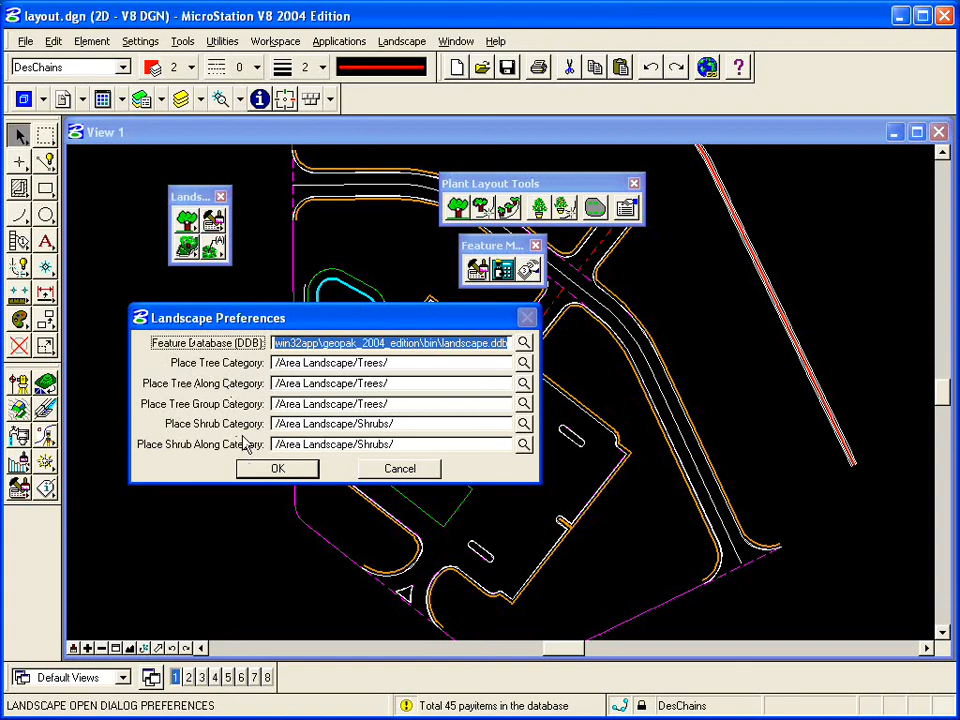 layout.dgn (2D - V8 DGN) - MicroStation V8 2004 Edition
File Edit Element Settings Tools Utilities Workspace Applications Landscape Window Help
DesChains 2 0 2
View 1
Lands...
Plant Layout Tools
Feature M...
Landscape Preferences
Feature Database (DDB): win32app\geopak_2004_edition\bin\landscape.ddb
Place Tree Category: /Area Landscape/Trees/
Place Tree Along Category: /Area Landscape/Trees/
Place Tree Group Category: /Area Landscape/Trees/
Place Shrub Category: /Area Landscape/Shrubs/
Place Shrub Along Category: /Area Landscape/Shrubs/
OK Cancel
Default Views 1 2 3 4 5 6 7 8
LANDSCAPE OPEN DIALOG PREFERENCES Total 45 payitems in the database DesChains